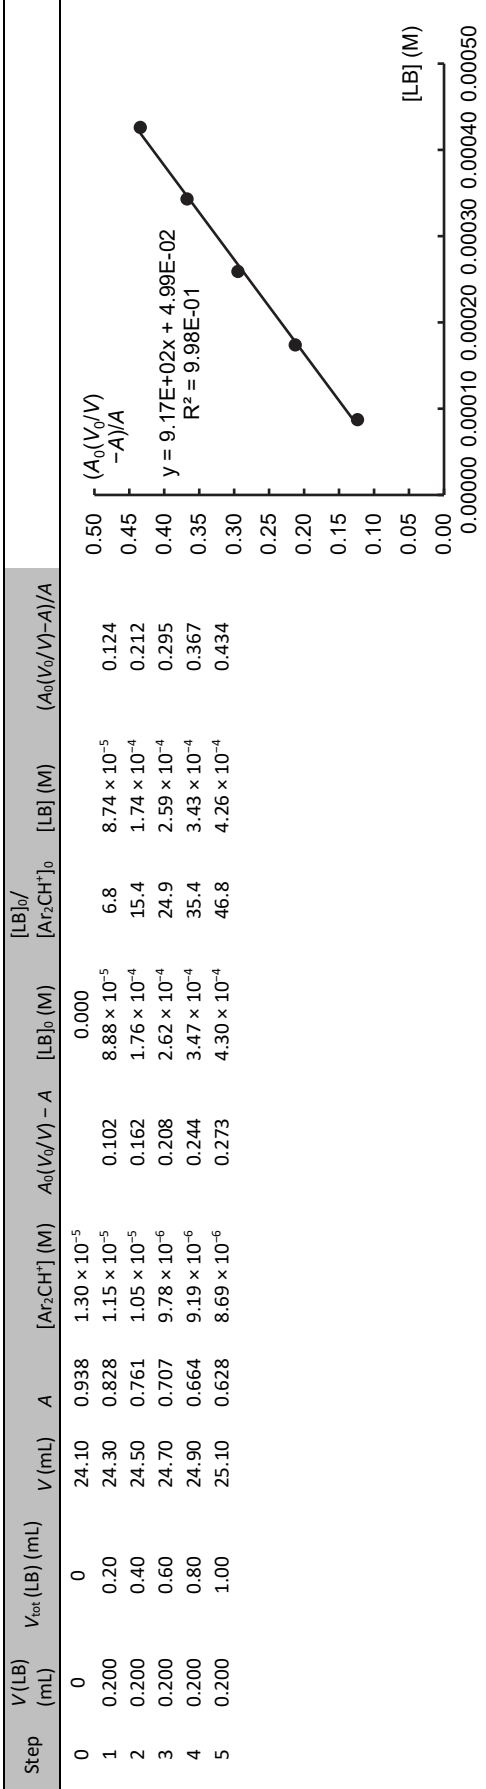 Step V (LB) (mL) Vtot (LB) (mL) V (mL) A [Ar₂CH⁺] (M) A₀(V₀/V) − A [LB]₀ (M) [LB]₀/[Ar₂CH⁺]₀ [LB] (M) (A₀(V₀/V)−A)/A
0 0 0 24.10 0.938 1.30 × 10⁻⁵ 0.000
1 0.200 0.20 24.30 0.828 1.15 × 10⁻⁵ 0.102 8.88 × 10⁻⁵ 6.8 8.74 × 10⁻⁵ 0.124
2 0.200 0.40 24.50 0.761 1.05 × 10⁻⁵ 0.162 1.76 × 10⁻⁴ 15.4 1.74 × 10⁻⁴ 0.212
3 0.200 0.60 24.70 0.707 9.78 × 10⁻⁶ 0.208 2.62 × 10⁻⁴ 24.9 2.59 × 10⁻⁴ 0.295
4 0.200 0.80 24.90 0.664 9.19 × 10⁻⁶ 0.244 3.47 × 10⁻⁴ 35.4 3.43 × 10⁻⁴ 0.367
5 0.200 1.00 25.10 0.628 8.69 × 10⁻⁶ 0.273 4.30 × 10⁻⁴ 46.8 4.26 × 10⁻⁴ 0.434
(A₀(V₀/V)
−A)/A
0.50
0.45
0.40
0.35
0.30
0.25
0.20
0.15
0.10
0.05
0.00
y = 9.17E+02x + 4.99E-02
R² = 9.98E-01
[LB] (M)
0.00000 0.00010 0.00020 0.00030 0.00040 0.00050